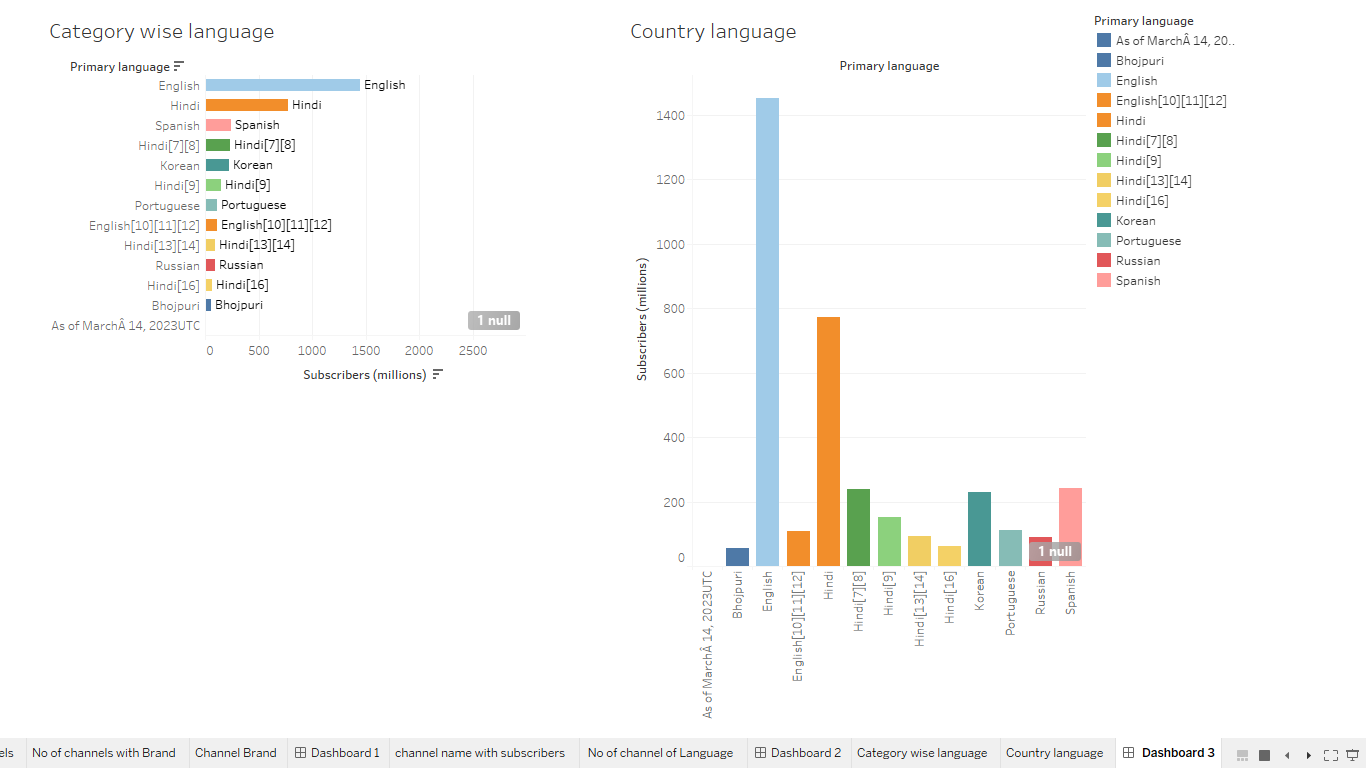 Category wise language
Primary language
English
English
Hindi
Hindi
Spanish
Spanish
Hindi[7][8]
Hindi[7][8]
Korean
Korean
Hindi[9]
Hindi[9]
Portuguese
Portuguese
English[10][11][12]
English[10][11][12]
Hindi[13][14]
Hindi[13][14]
Russian
Russian
Hindi[16]
Hindi[16]
Bhojpuri
Bhojpuri
As of MarchÂ 14, 2023UTC
1 null
0 500 1000 1500 2000 2500
Subscribers (millions)
Country language
Primary language
Subscribers (millions)
1400
1200
1000
800
600
400
200
0
1 null
As of MarchÂ 14, 2023UTC
Bhojpuri
English
English[10][11][12]
Hindi
Hindi[7][8]
Hindi[9]
Hindi[13][14]
Hindi[16]
Korean
Portuguese
Russian
Spanish
Primary language
As of MarchÂ 14, 20..
Bhojpuri
English
English[10][11][12]
Hindi
Hindi[7][8]
Hindi[9]
Hindi[13][14]
Hindi[16]
Korean
Portuguese
Russian
Spanish
els No of channels with Brand Channel Brand Dashboard 1 channel name with subscribers No of channel of Language Dashboard 2 Category wise language Country language Dashboard 3